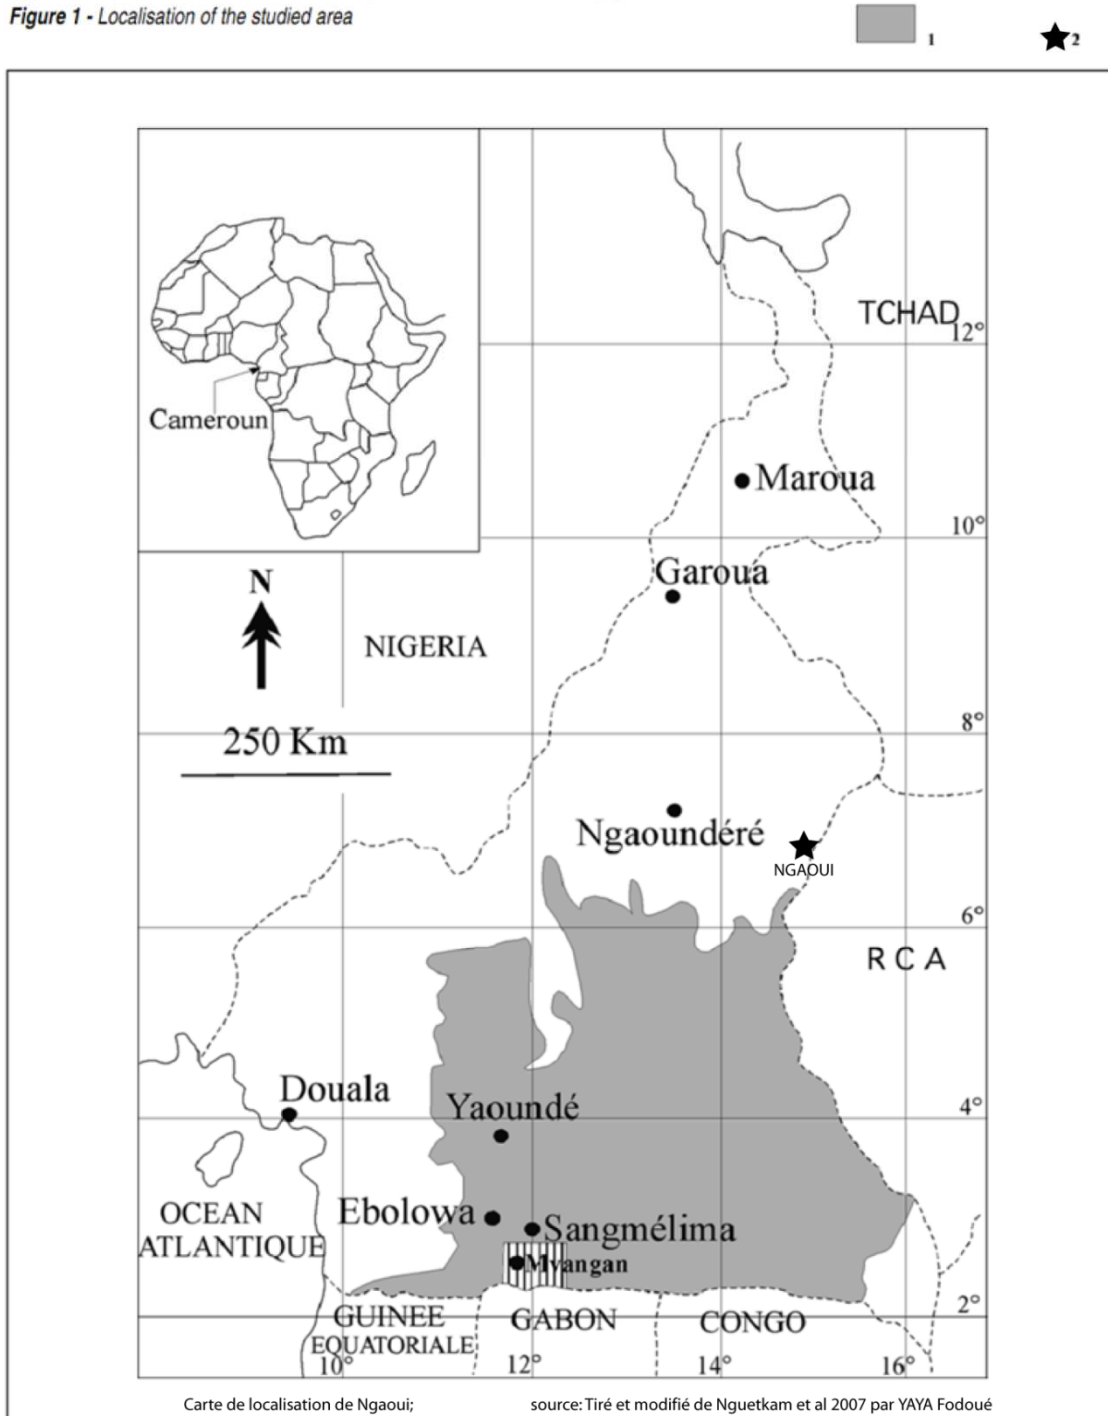 Figure 1 - Localisation of the studied area
1
2
TCHAD
12°
Cameroun
Maroua
10°
Garoua
N
NIGERIA
8°
250 Km
Ngaoundéré
NGAOUI
6°
R C A
Douala
Yaoundé
4°
OCEAN
ATLANTIQUE
Ebolowa
Sangmélima
Mvangan
2°
GUINEE
EQUATORIALE
GABON
CONGO
10°
12°
14°
16°
Carte de localisation de Ngaoui;
source: Tiré et modifié de Nguetkam et al 2007 par YAYA Fodoué